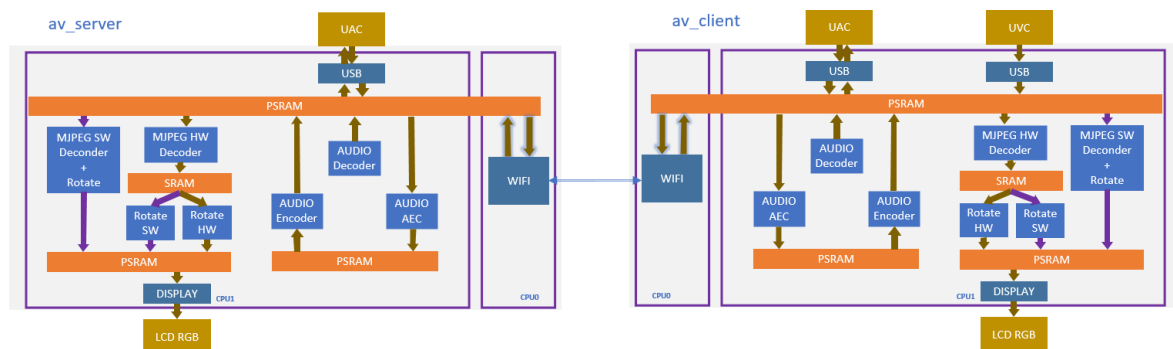 av_server
UAC
USB
PSRAM
MJPEG SW
Deconder
+
Rotate
MJPEG HW
Decoder
SRAM
Rotate
SW
Rotate
HW
AUDIO
Encoder
AUDIO
Decoder
AUDIO
AEC
PSRAM
PSRAM
DISPLAY
CPU1
LCD RGB
WIFI
CPU0
av_client
UAC
UVC
USB
USB
PSRAM
WIFI
CPU0
AUDIO
AEC
AUDIO
Decoder
AUDIO
Encoder
PSRAM
MJPEG HW
Decoder
SRAM
Rotate
HW
Rotate
SW
MJPEG SW
Deconder
+
Rotate
PSRAM
DISPLAY
CPU1
LCD RGB